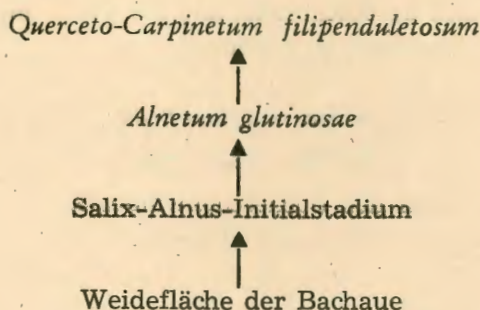 Querceto-Carpinetum filipenduletosum
Alnetum glutinosae
Salix-Alnus-Initialstadium
Weidefläche der Bachaue